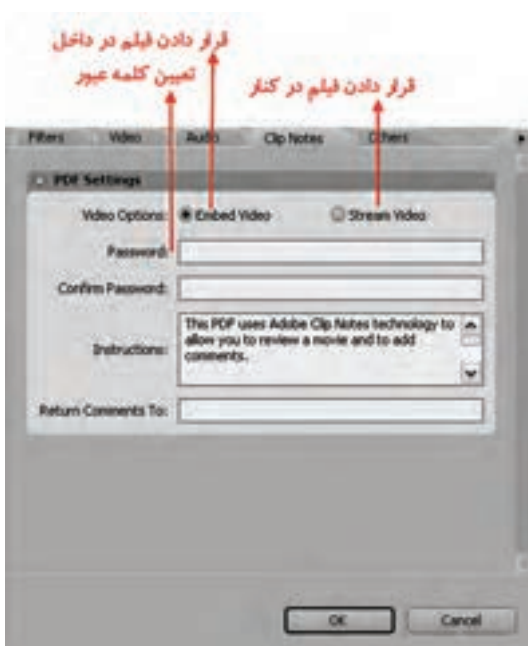 قرار دادن فیلم در داخل
تعیین کلمه عبور
قرار دادن فیلم در کنار
Filters Video Audio Clip Notes Others
PDF Settings
Video Options: Embed Video Stream Video
Password:
Confirm Password:
Instructions: This PDF uses Adobe Clip Notes technology to
allow you to review a movie and to add
comments.
Return Comments To:
OK Cancel